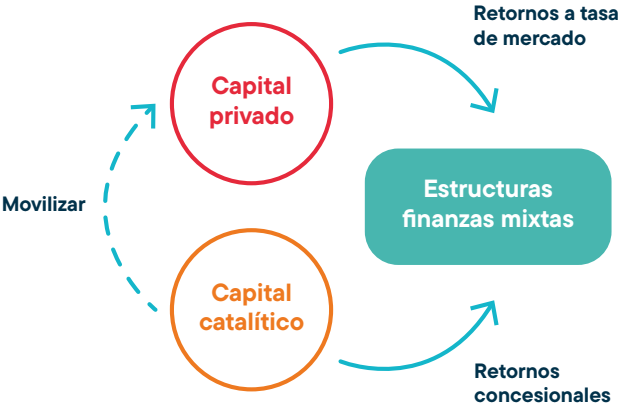 Retornos a tasa
de mercado
Capital
privado
Movilizar
Estructuras
finanzas mixtas
Capital
catalítico
Retornos
concesionales